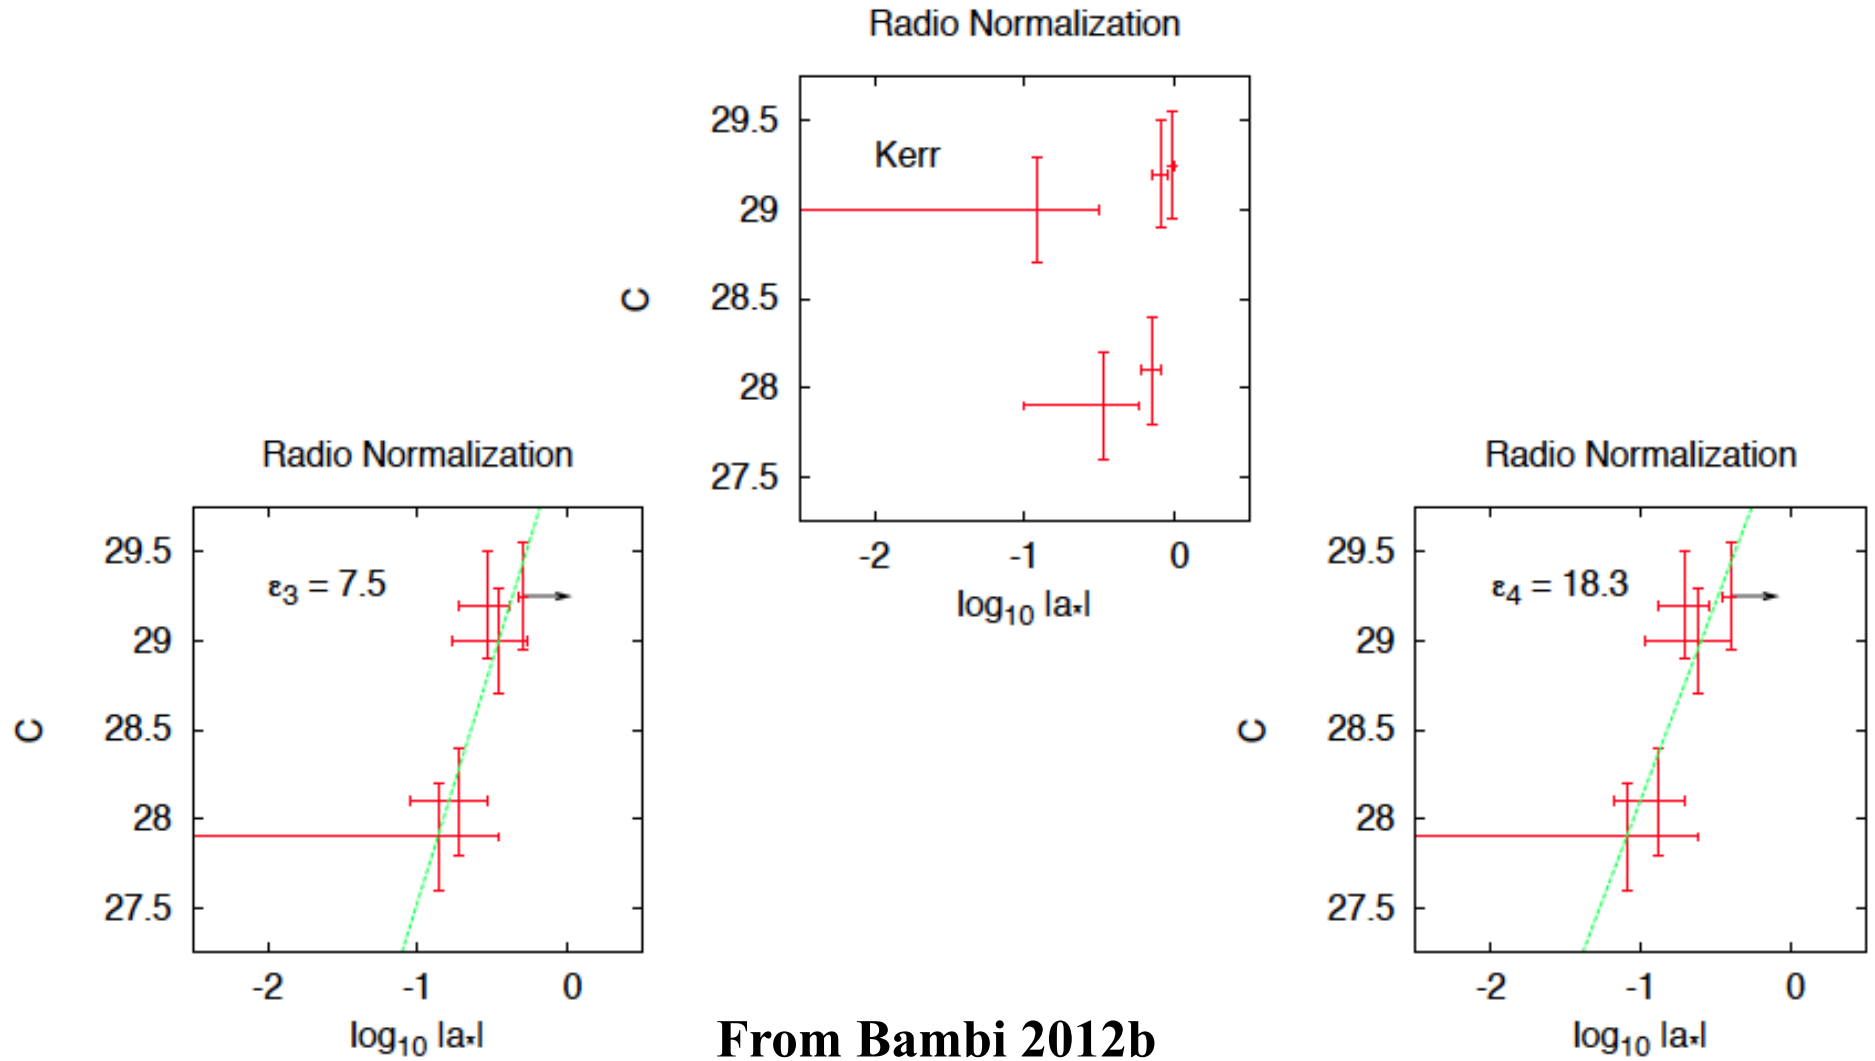 Radio Normalization
29.5
Kerr
29
C
28.5
28
27.5
-2 -1 0
log10 |a*|
Radio Normalization
29.5
ε3 = 7.5
29
C
28.5
28
27.5
-2 -1 0
log10 |a*|
Radio Normalization
29.5
ε4 = 18.3
29
C
28.5
28
27.5
-2 -1 0
log10 |a*|
From Bambi 2012b